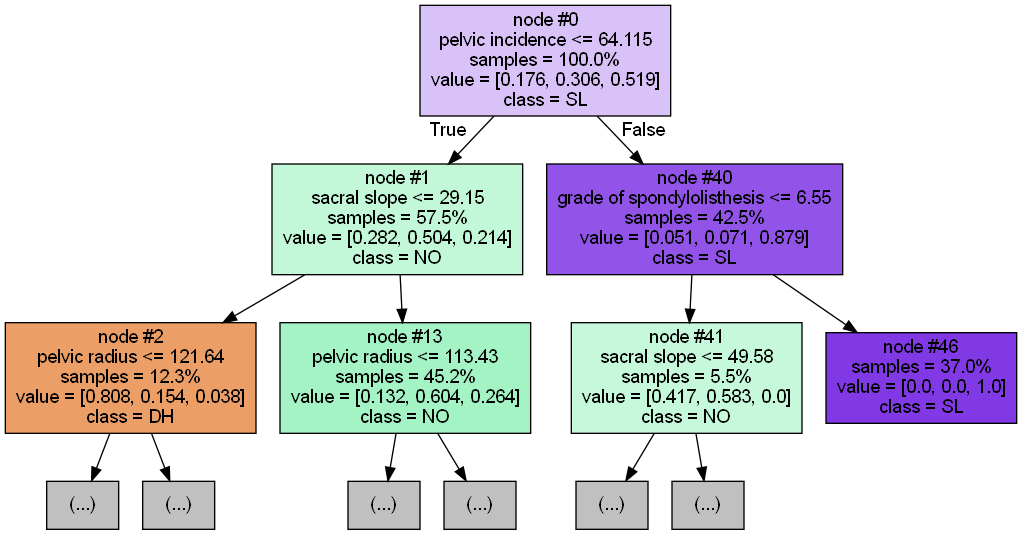 node #0
pelvic incidence <= 64.115
samples = 100.0%
value = [0.176, 0.306, 0.519]
class = SL
True
False
node #1
sacral slope <= 29.15
samples = 57.5%
value = [0.282, 0.504, 0.214]
class = NO
node #40
grade of spondylolisthesis <= 6.55
samples = 42.5%
value = [0.051, 0.071, 0.879]
class = SL
node #2
pelvic radius <= 121.64
samples = 12.3%
value = [0.808, 0.154, 0.038]
class = DH
node #13
pelvic radius <= 113.43
samples = 45.2%
value = [0.132, 0.604, 0.264]
class = NO
node #41
sacral slope <= 49.58
samples = 5.5%
value = [0.417, 0.583, 0.0]
class = NO
node #46
samples = 37.0%
value = [0.0, 0.0, 1.0]
class = SL
(...)
(...)
(...)
(...)
(...)
(...)